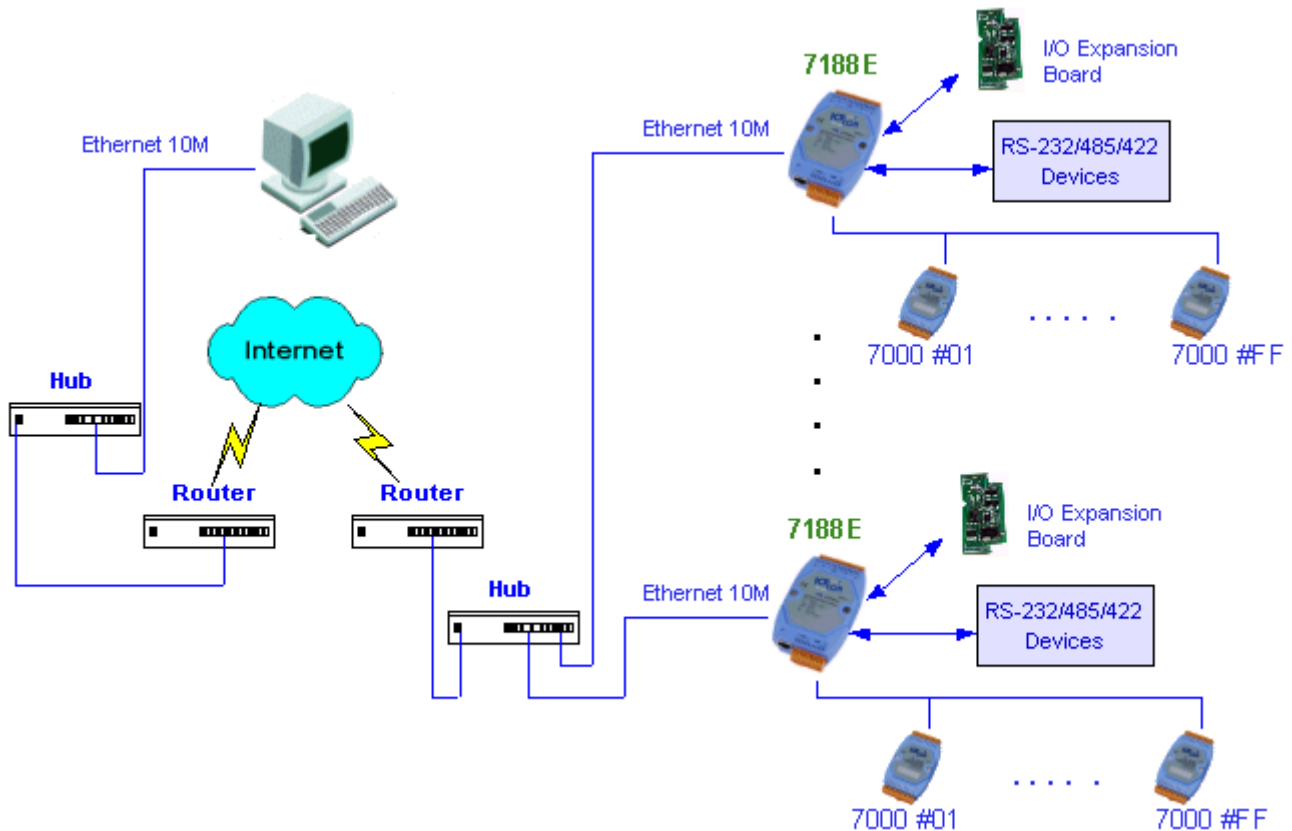 7188E
I/O Expansion
Board
Ethernet 10M
Ethernet 10M
RS-232/485/422
Devices
Internet
7000 #01
. . . . .
7000 #FF
Hub
Router
Router
7188E
I/O Expansion
Board
Hub
Ethernet 10M
RS-232/485/422
Devices
7000 #01
. . . . .
7000 #FF